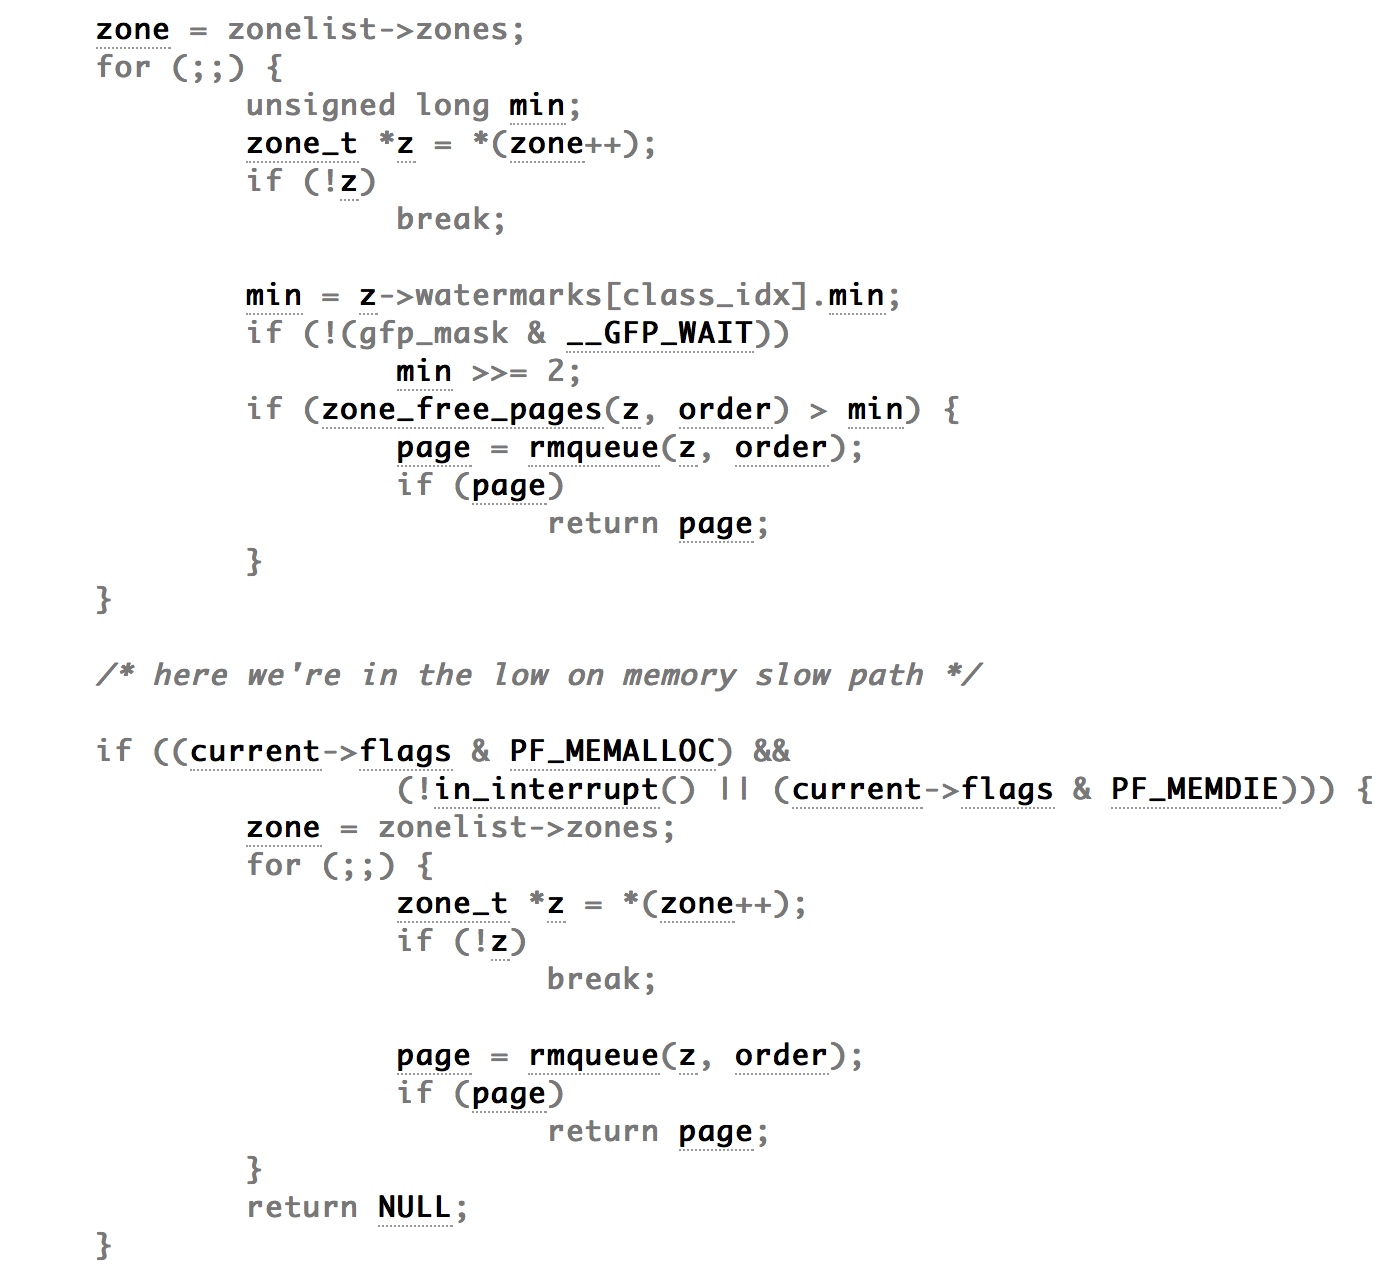 zone = zonelist->zones;
for (;;) {
        unsigned long min;
        zone_t *z = *(zone++);
        if (!z)
                break;

        min = z->watermarks[class_idx].min;
        if (!(gfp_mask & __GFP_WAIT))
                min >>= 2;
        if (zone_free_pages(z, order) > min) {
                page = rmqueue(z, order);
                if (page)
                        return page;
        }
}

/* here we're in the low on memory slow path */

if ((current->flags & PF_MEMALLOC) &&
                (!in_interrupt() || (current->flags & PF_MEMDIE))) {
        zone = zonelist->zones;
        for (;;) {
                zone_t *z = *(zone++);
                if (!z)
                        break;

                page = rmqueue(z, order);
                if (page)
                        return page;
        }
        return NULL;
}